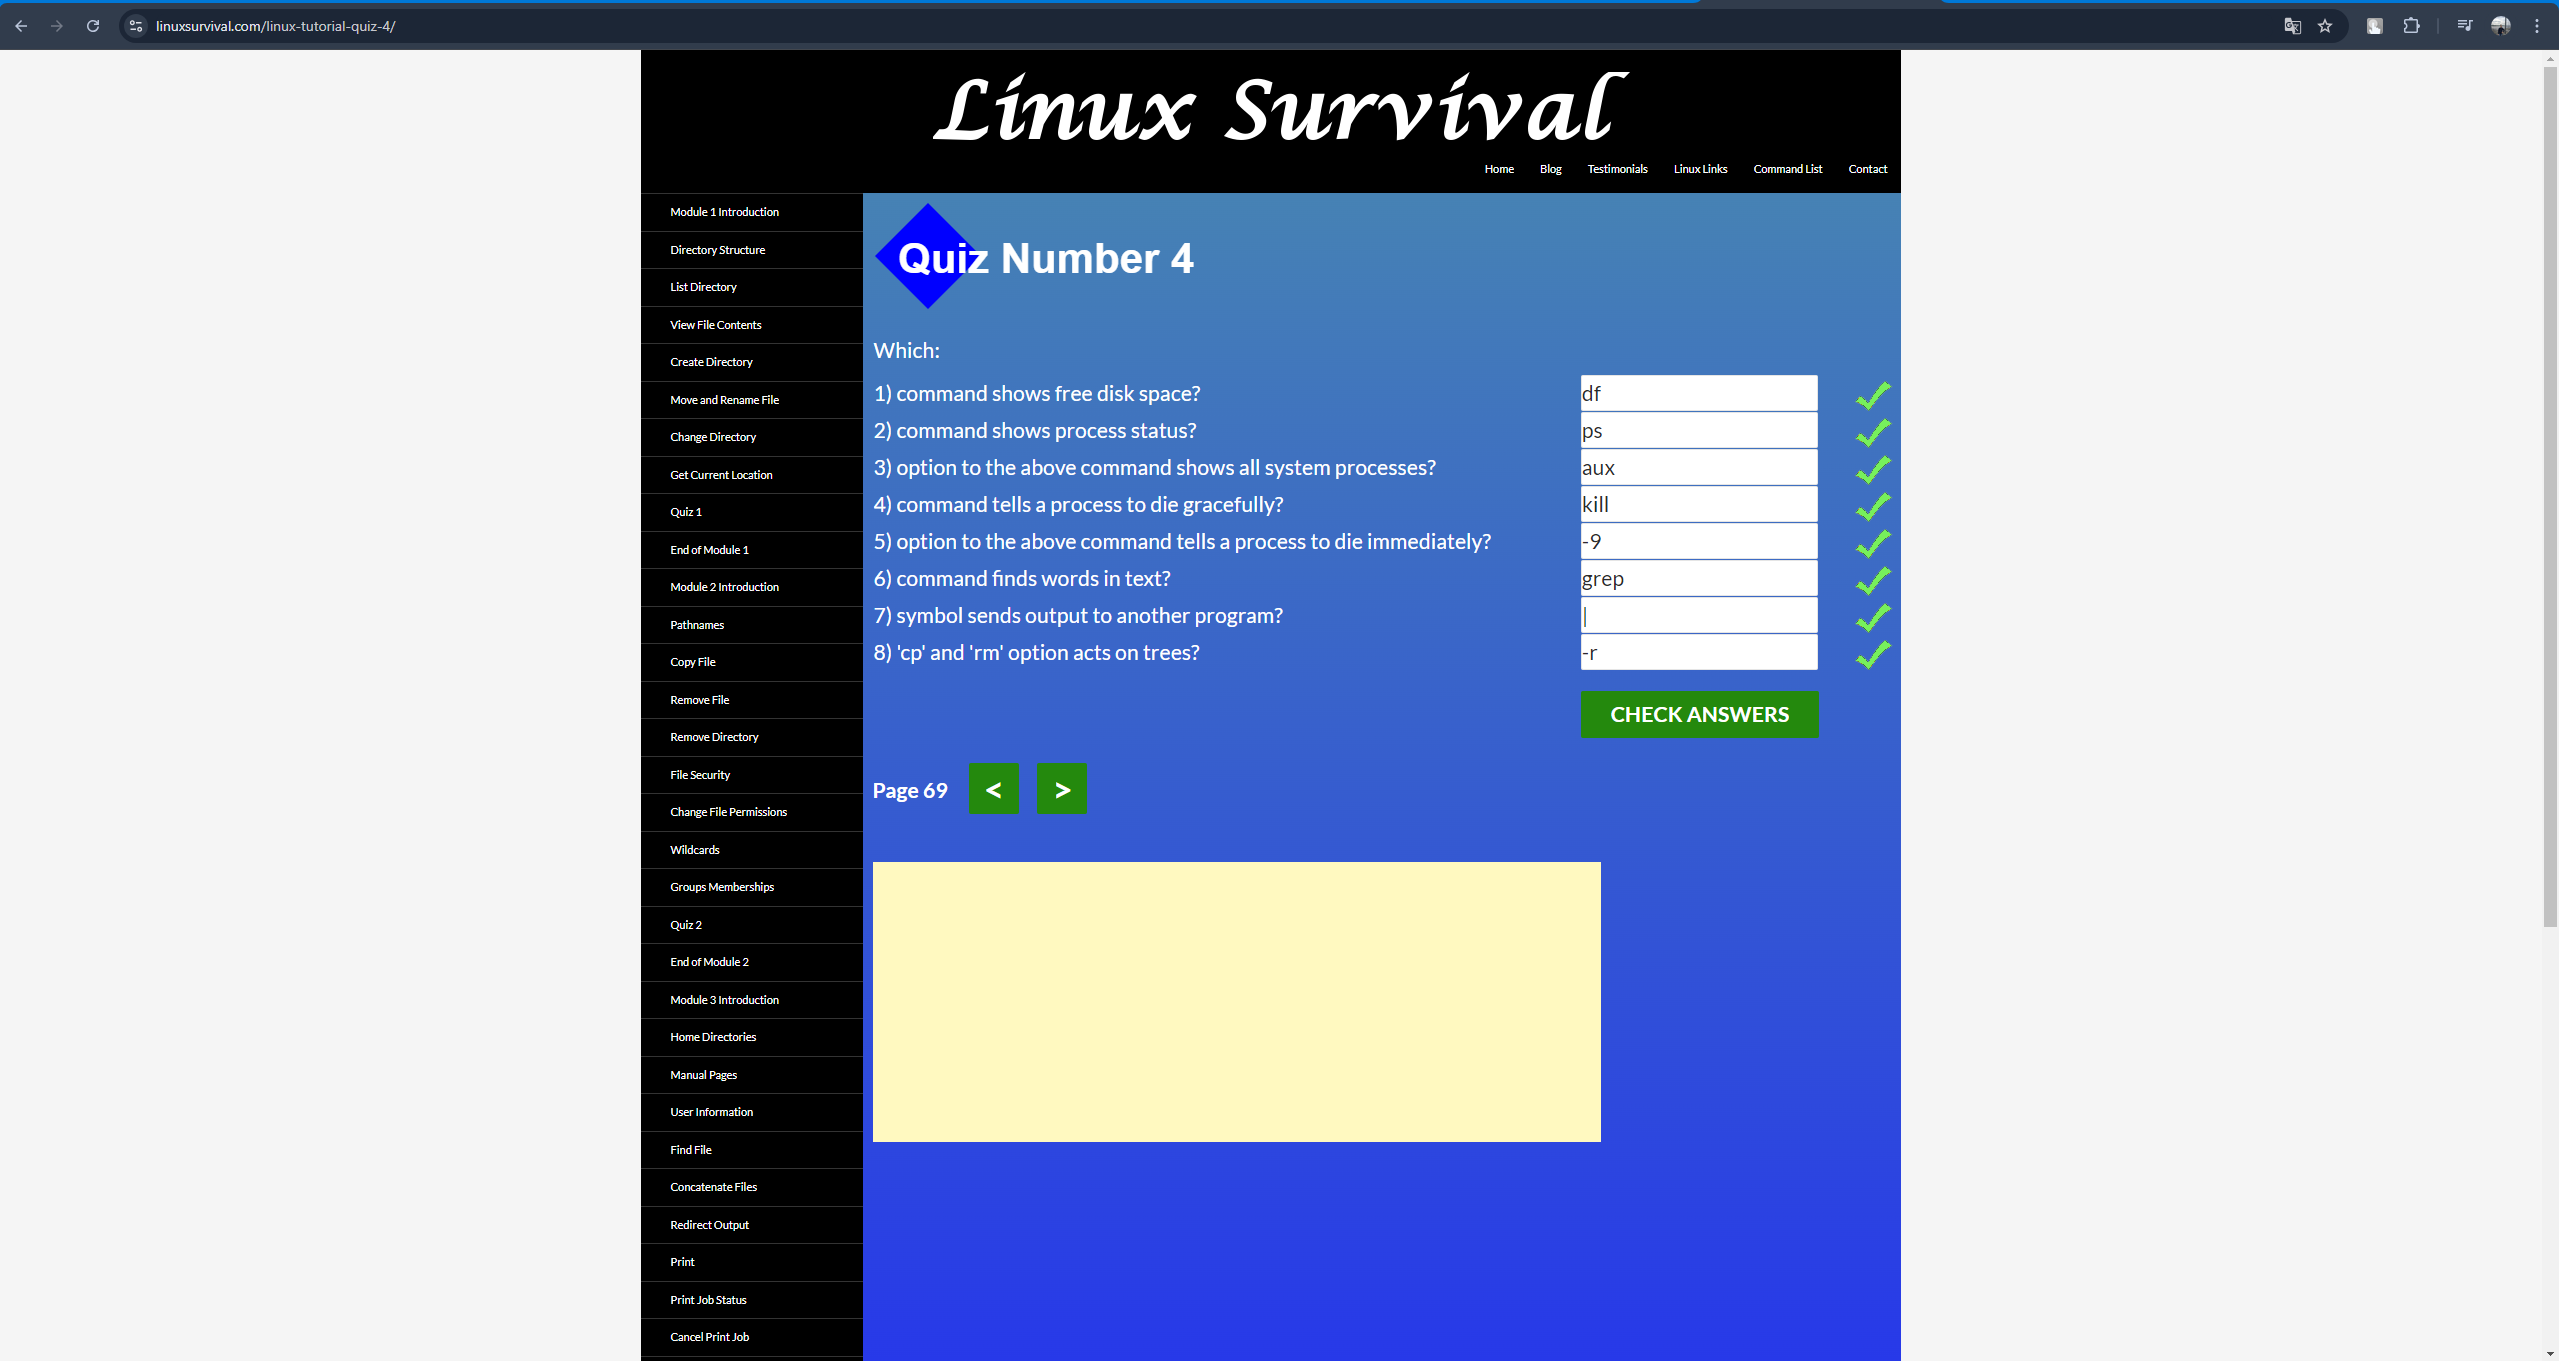 linuxsurvival.com/linux-tutorial-quiz-4/
Linux Survival
Home Blog Testimonials Linux Links Command List Contact
Module 1 Introduction
Directory Structure
List Directory
View File Contents
Create Directory
Move and Rename File
Change Directory
Get Current Location
Quiz 1
End of Module 1
Module 2 Introduction
Pathnames
Copy File
Remove File
Remove Directory
File Security
Change File Permissions
Wildcards
Groups Memberships
Quiz 2
End of Module 2
Module 3 Introduction
Home Directories
Manual Pages
User Information
Find File
Concatenate Files
Redirect Output
Print
Print Job Status
Cancel Print Job
Quiz Number 4
Which:
1) command shows free disk space? df
2) command shows process status? ps
3) option to the above command shows all system processes? aux
4) command tells a process to die gracefully? kill
5) option to the above command tells a process to die immediately? -9
6) command finds words in text? grep
7) symbol sends output to another program? |
8) 'cp' and 'rm' option acts on trees? -r
CHECK ANSWERS
Page 69 < >